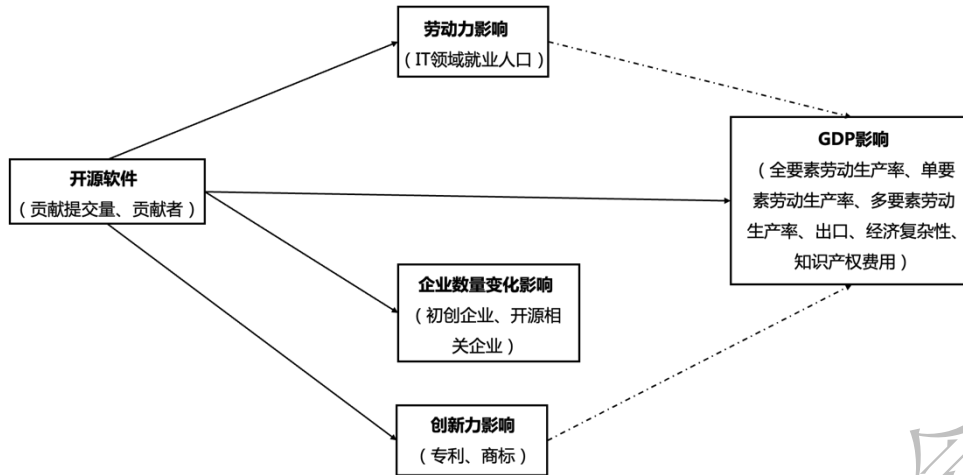 劳动力影响
（IT领域就业人口）
GDP影响
（全要素劳动生产率、单要
素劳动生产率、多要素劳动
生产率、出口、经济复杂性、
知识产权费用）
开源软件
（贡献提交量、贡献者）
企业数量变化影响
（初创企业、开源相
关企业）
创新力影响
（专利、商标）